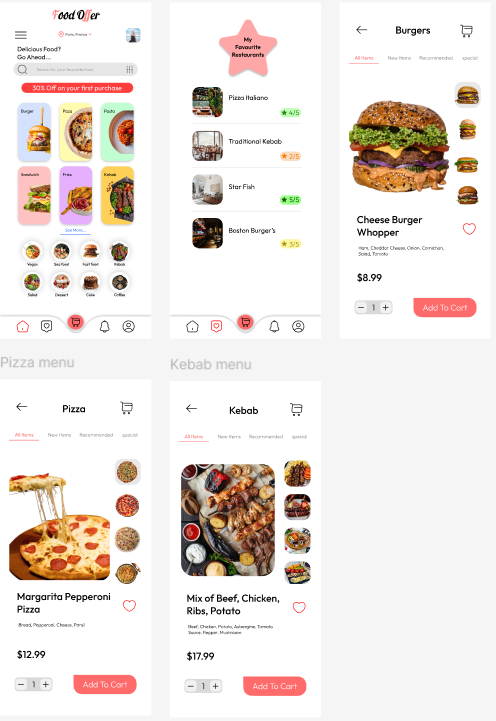 Food Offer
Paris, France
Delicious Food?
Go Ahead...
Search for your favourite food
30% Off on your first purchase
Burger
Pizza
Pasta
Sandwich
Fries
Kebab
See More...
Vegan
Sea food
Fast food
Kebab
Salad
Dessert
Cake
Coffee
My
Favourite
Restaurants
Pizza Italiano
4/5
Traditional Kebab
2/5
Star Fish
5/5
Boston Burger's
3/5
Burgers
All Items
New Items
Recommended
special
Cheese Burger
Whopper
Ham, Cheddar Cheese, Onion, Cornichon,
Salad, Tomato
$8.99
1
Add To Cart
Pizza menu
Pizza
All Items
New Items
Recommended
special
Margarita Pepperoni
Pizza
Bread, Pepperoni, Cheese,
$12.99
1
Add To Cart
Kebab menu
Kebab
All Items
New Items
Recommended
special
Mix of Beef, Chicken,
Ribs, Potato
Beef, Chicken, Potato, Aubergine, Tomato
Sauce, Pepper, Mushroom
$17.99
1
Add To Cart